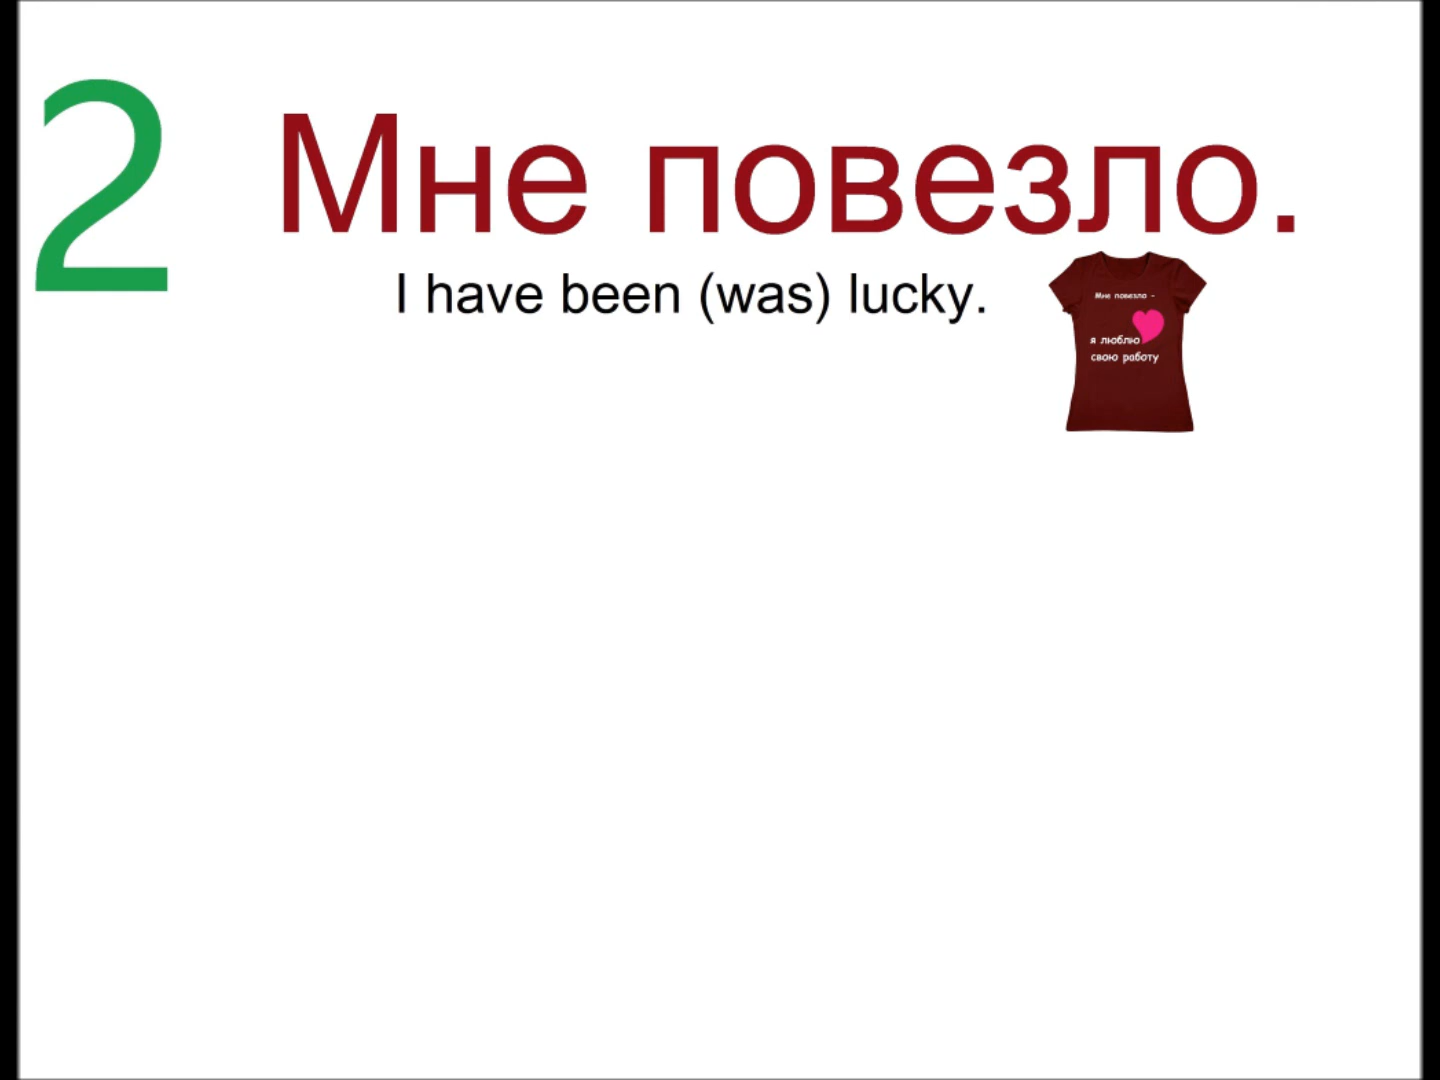 2
Мне повезло.
I have been (was) lucky.
Мне повезло -
я люблю
свою работу